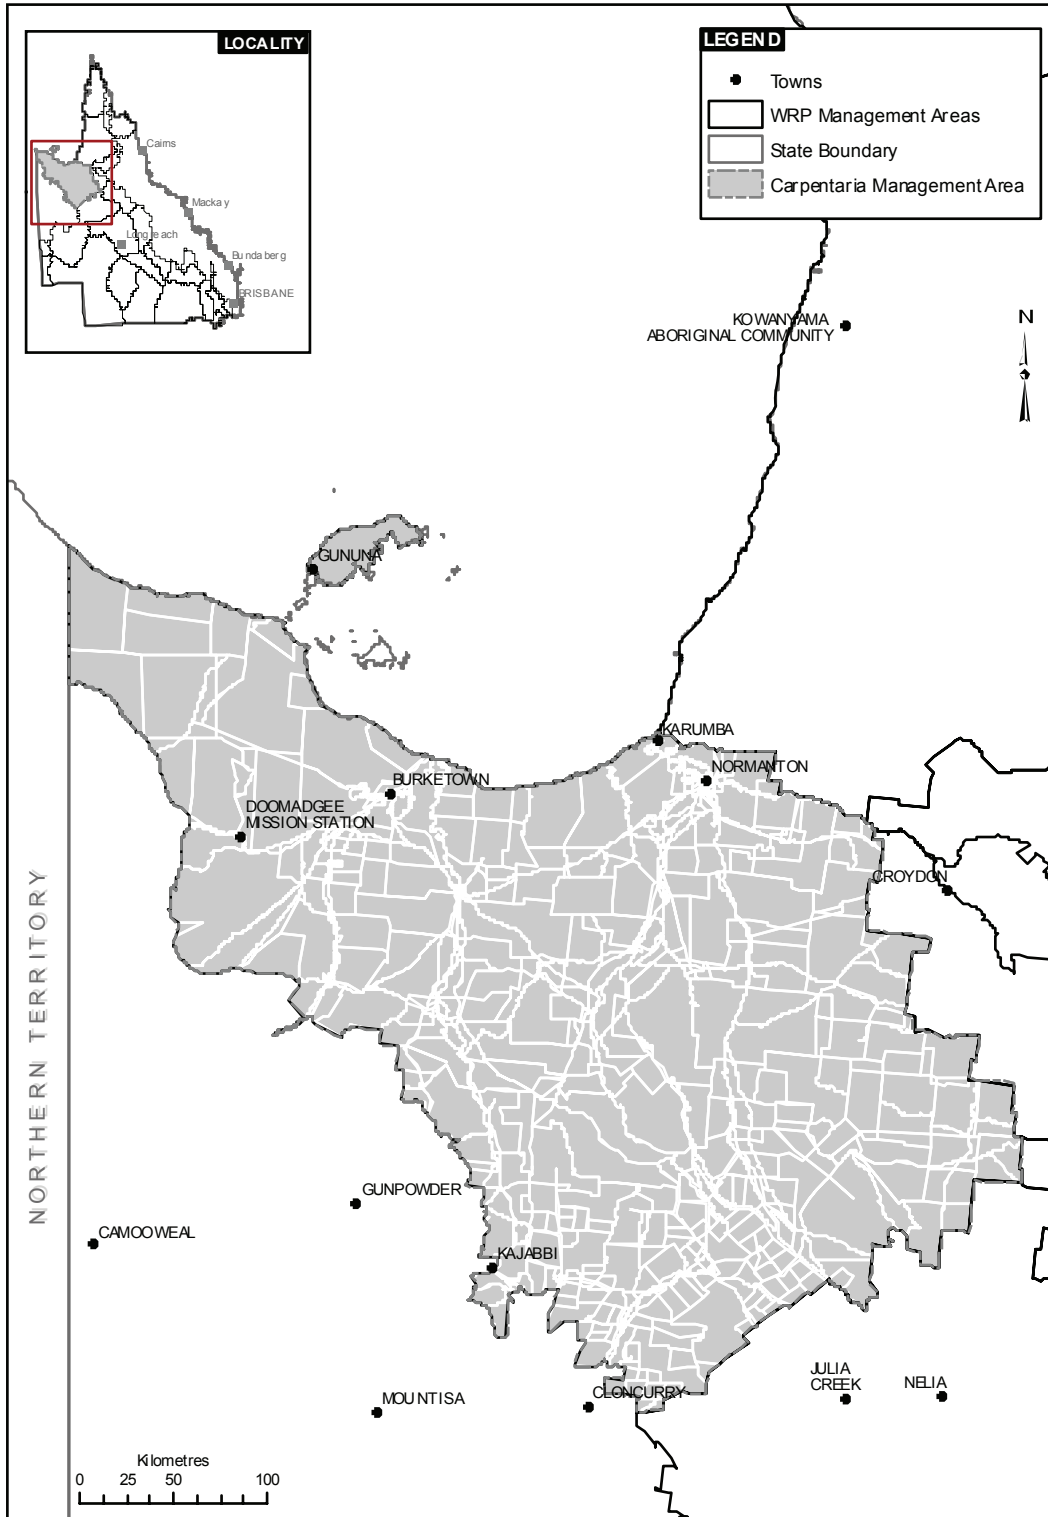 LOCALITY
Cairns
Mackay
Longreach
Bundaberg
BRISBANE
LEGEND
Towns
WRP Management Areas
State Boundary
Carpentaria Management Area
N
KOWANYAMA
ABORIGINAL COMMUNITY
GUNUNA
KARUMBA
NORMANTON
BURKETOWN
DOOMADGEE
MISSION STATION
CROYDON
NORTHERN TERRITORY
GUNPOWDER
CAMOOWEAL
KAJABBI
JULIA
CREEK
NELIA
MOUNT ISA
CLONCURRY
Kilometres
0 25 50 100